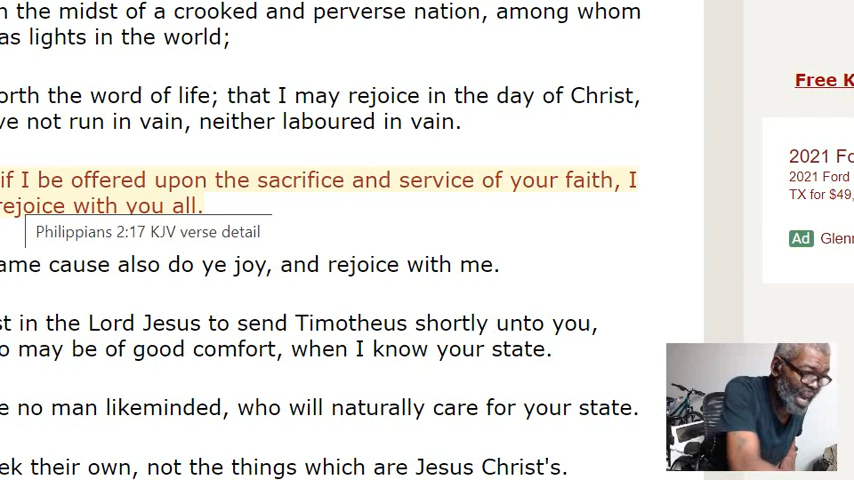 n the midst of a crooked and perverse nation, among whom
as lights in the world;
orth the word of life; that I may rejoice in the day of Christ,
ve not run in vain, neither laboured in vain.
if I be offered upon the sacrifice and service of your faith, I
rejoice with you all.
Philippians 2:17 KJV verse detail
ame cause also do ye joy, and rejoice with me.
st in the Lord Jesus to send Timotheus shortly unto you,
o may be of good comfort, when I know your state.
e no man likeminded, who will naturally care for your state.
ek their own, not the things which are Jesus Christ's.
Free K
2021 Fo
2021 Ford
TX for $49,
Ad Glenn